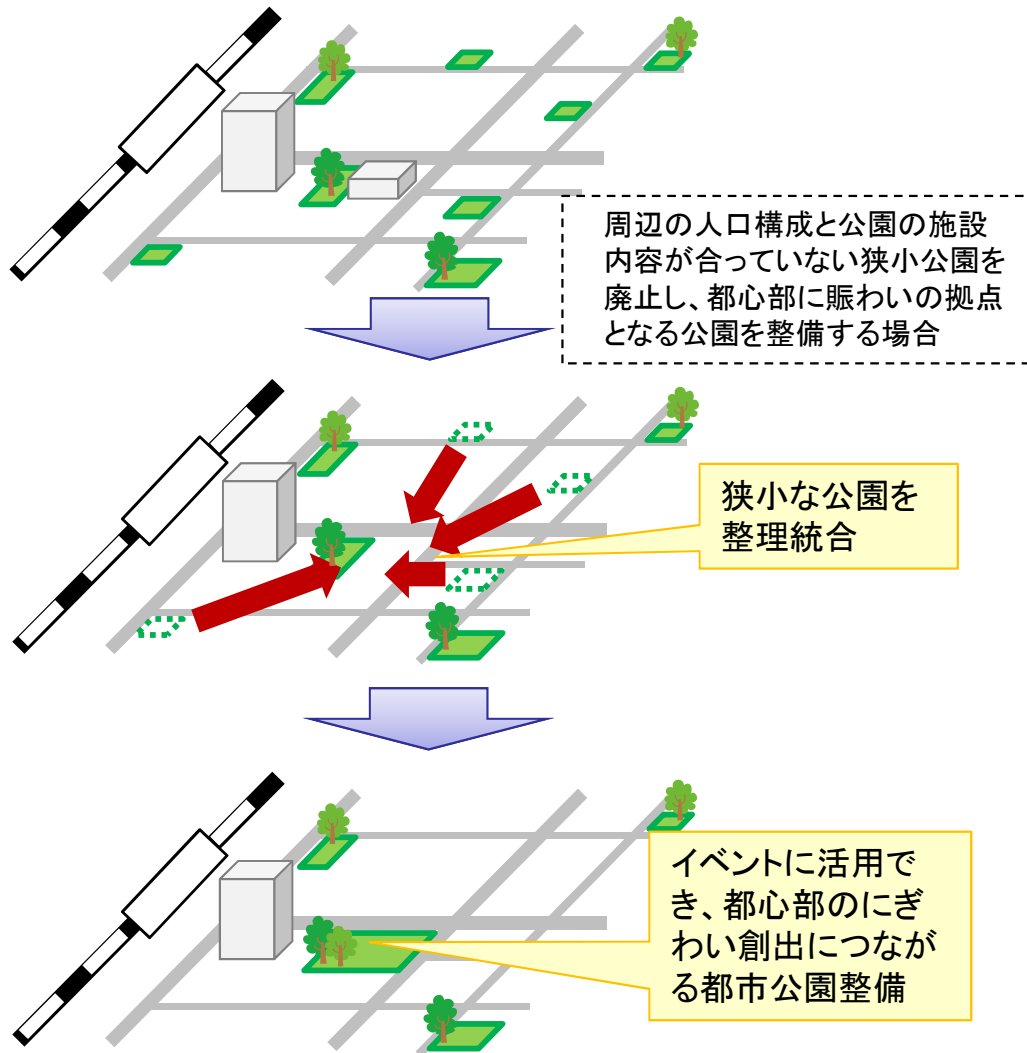 周辺の人口構成と公園の施設
内容が合っていない狭小公園を
廃止し、都心部に賑わいの拠点
となる公園を整備する場合
狭小な公園を
整理統合
イベントに活用で
き、都心部のにぎ
わい創出につなが
る都市公園整備